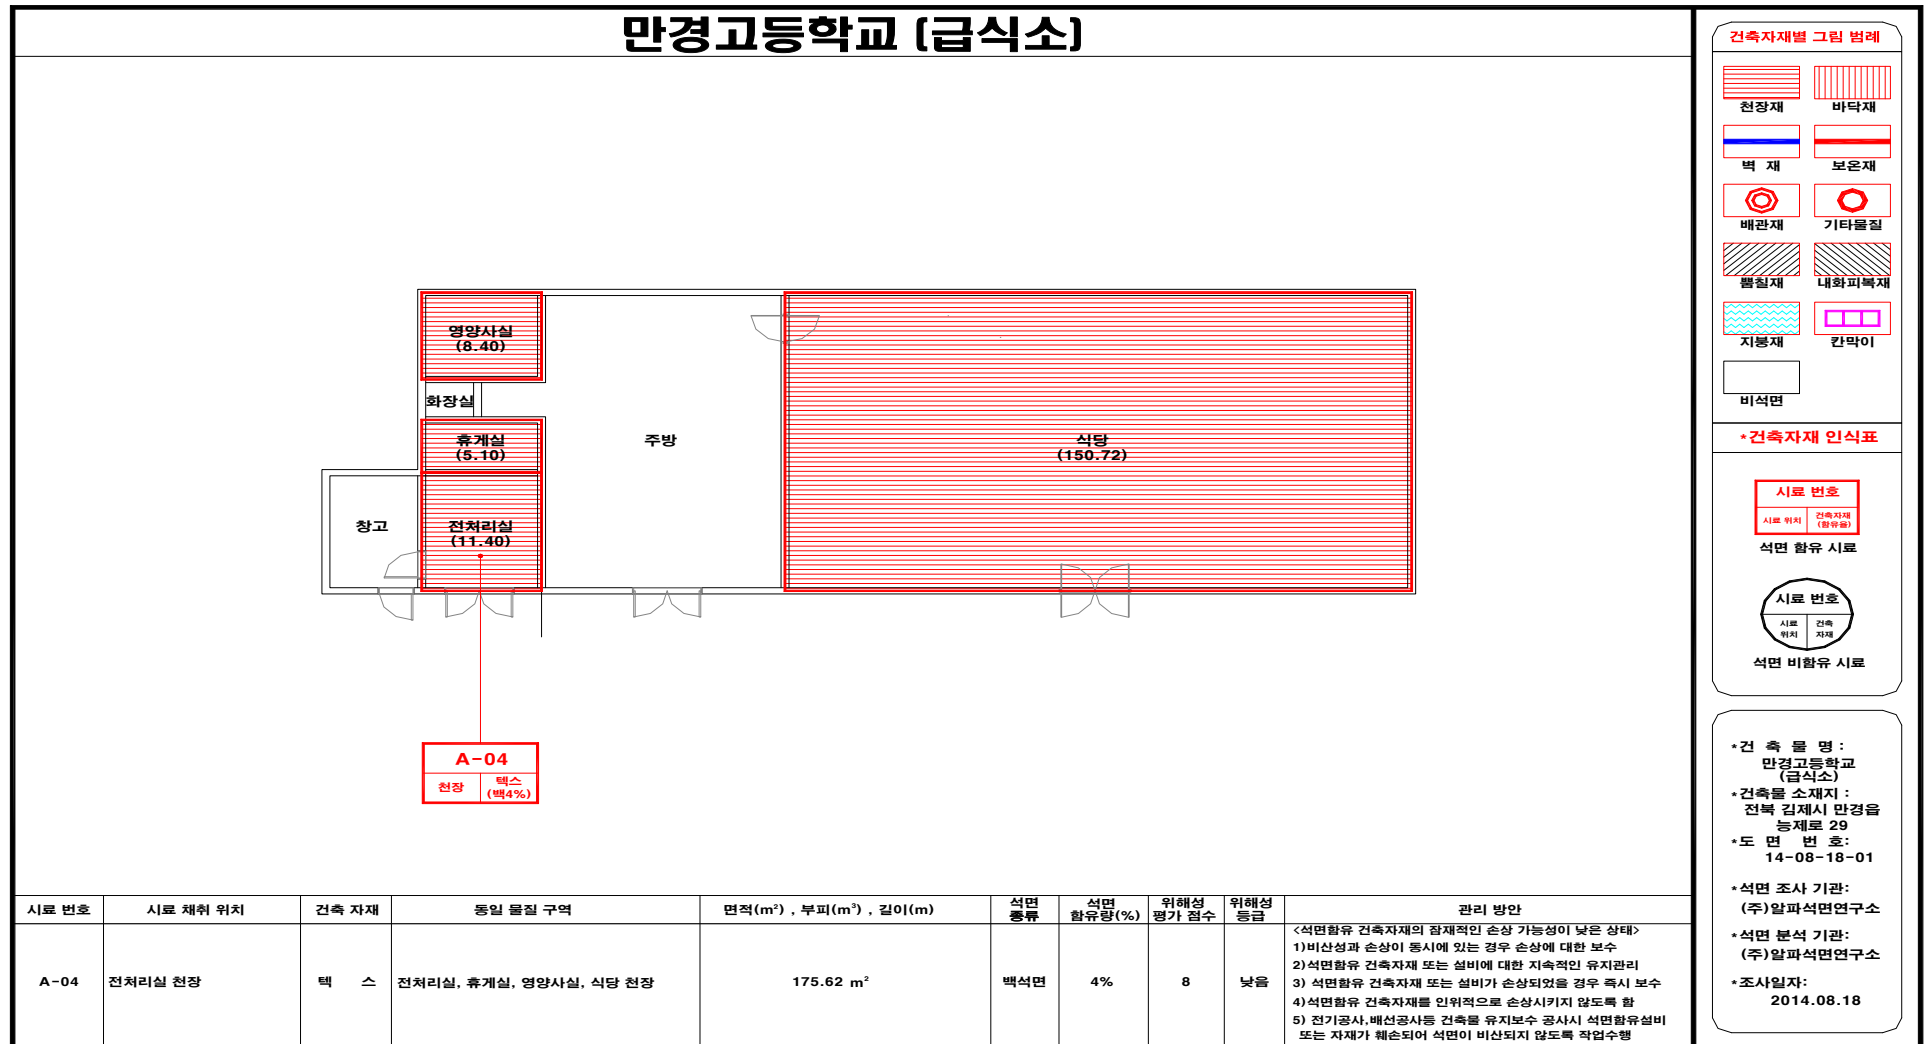 만경고등학교 (급식소)
영양사실
(8.40)
화장실
휴게실
(5.10)
주방
식당
(150.72)
창고
전처리실
(11.40)
A-04
천장
텍스
(백4%)
건축자재별 그림 범례
천장재 바닥재
벽 재 보온재
배관재 기타물질
뿜칠재 내화피복재
지붕재 칸막이
비석면
*건축자재 인식표
시료 번호
시료 위치
건축자재
(함유율)
석면 함유 시료
시료 번호
시료
위치
건축
자재
석면 비함유 시료
*건 축 물 명 :
만경고등학교
(급식소)
*건축물 소재지 :
전북 김제시 만경읍
능제로 29
*도 면 번 호:
14-08-18-01
*석면 조사 기관:
(주)알파석면연구소
*석면 분석 기관:
(주)알파석면연구소
*조사일자:
2014.08.18
시료 번호 시료 채취 위치 건축 자재 동일 물질 구역 면적(m²) , 부피(m³) , 길이(m) 석면 종류 석면 함유량(%) 위해성 평가 점수 위해성 등급 관리 방안
A-04 전처리실 천장 텍 스 전처리실, 휴게실, 영양사실, 식당 천장 175.62 m² 백석면 4% 8 낮음
<석면함유 건축자재의 잠재적인 손상 가능성이 낮은 상태>
1)비산성과 손상이 동시에 있는 경우 손상에 대한 보수
2)석면함유 건축자재 또는 설비에 대한 지속적인 유지관리
3) 석면함유 건축자재 또는 설비가 손상되었을 경우 즉시 보수
4)석면함유 건축자재를 인위적으로 손상시키지 않도록 함
5) 전기공사,배선공사등 건축물 유지보수 공사시 석면함유설비
또는 자재가 훼손되어 석면이 비산되지 않도록 작업수행